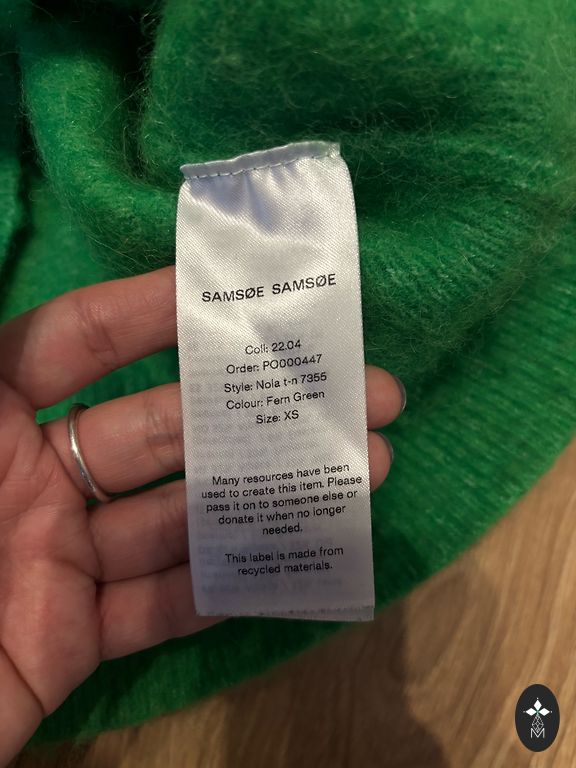 SAMSØE SAMSØE
Coll: 22.04
Order: PO000447
Style: Nola t-n 7355
Colour: Fern Green
Size: XS
Many resources have been
used to create this item. Please
pass it on to someone else or
donate it when no longer
needed.
This label is made from
recycled materials.
M